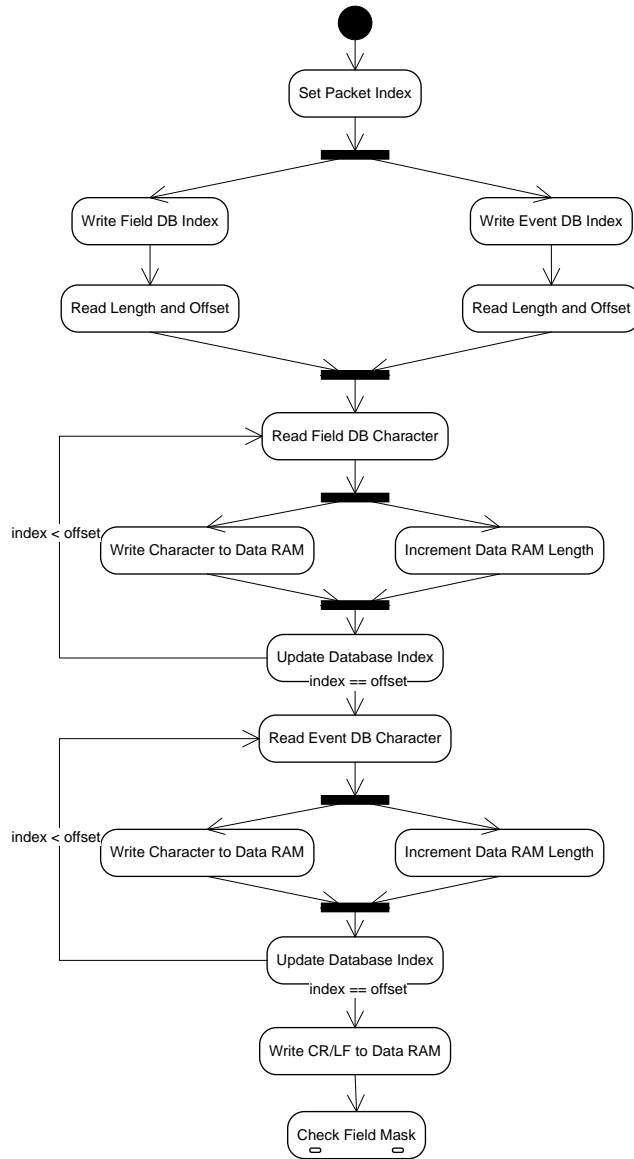 Set Packet Index
Write Field DB Index
Write Event DB Index
Read Length and Offset
Read Length and Offset
Read Field DB Character
index < offset
Write Character to Data RAM
Increment Data RAM Length
Update Database Index
index == offset
Read Event DB Character
index < offset
Write Character to Data RAM
Increment Data RAM Length
Update Database Index
index == offset
Write CR/LF to Data RAM
Check Field Mask